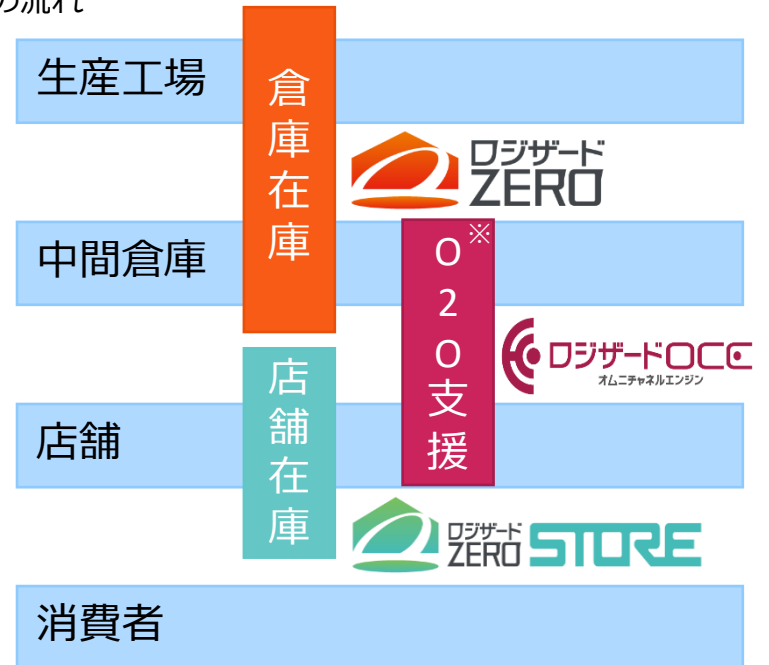 の流れ
生産工場
倉庫在庫
ロジザード
ZERO
中間倉庫
O2O支援
※
ロジザードOCE
オムニチャネルエンジン
店舗在庫
店舗
ロジザード
ZERO STORE
消費者